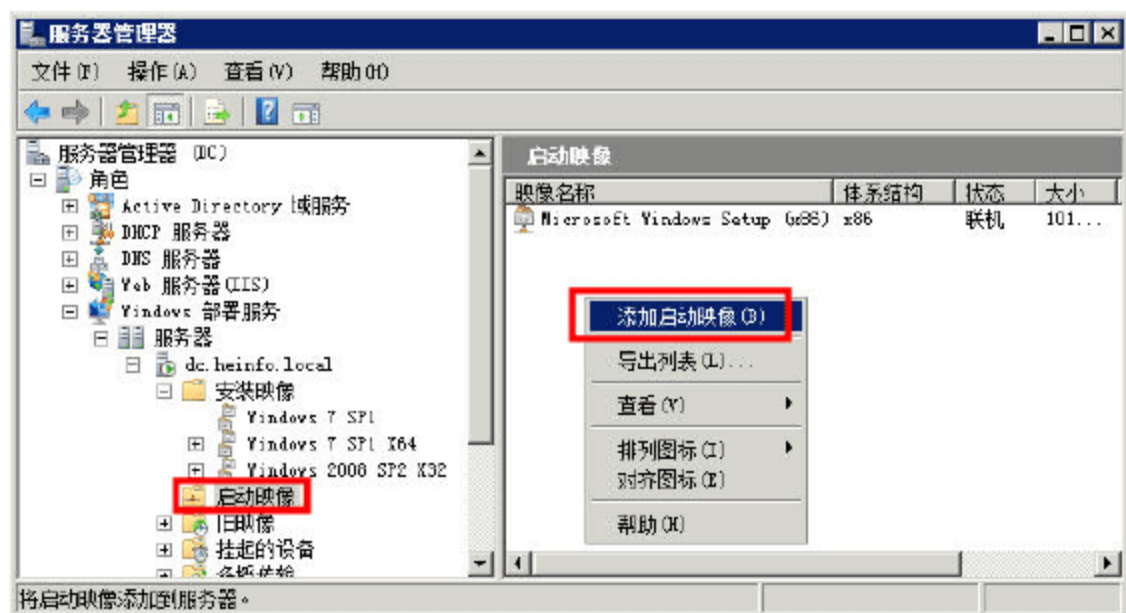 服务器管理器
文件(F) 操作(A) 查看(V) 帮助(H)
服务器管理器 (DC)
角色
Active Directory 域服务
DHCP 服务器
DNS 服务器
Web 服务器(IIS)
Windows 部署服务
服务器
dc.heinfo.local
安装映像
Windows 7 SP1
Windows 7 SP1 X64
Windows 2008 SP2 X32
启动映像
旧映像
挂起的设备
多播传输
启动映像
映像名称 体系结构 状态 大小
Microsoft Windows Setup (x86) x86 联机 101...
添加启动映像(B)
导出列表(L)...
查看(V)
排列图标(I)
对齐图标(E)
帮助(H)
将启动映像添加到服务器。